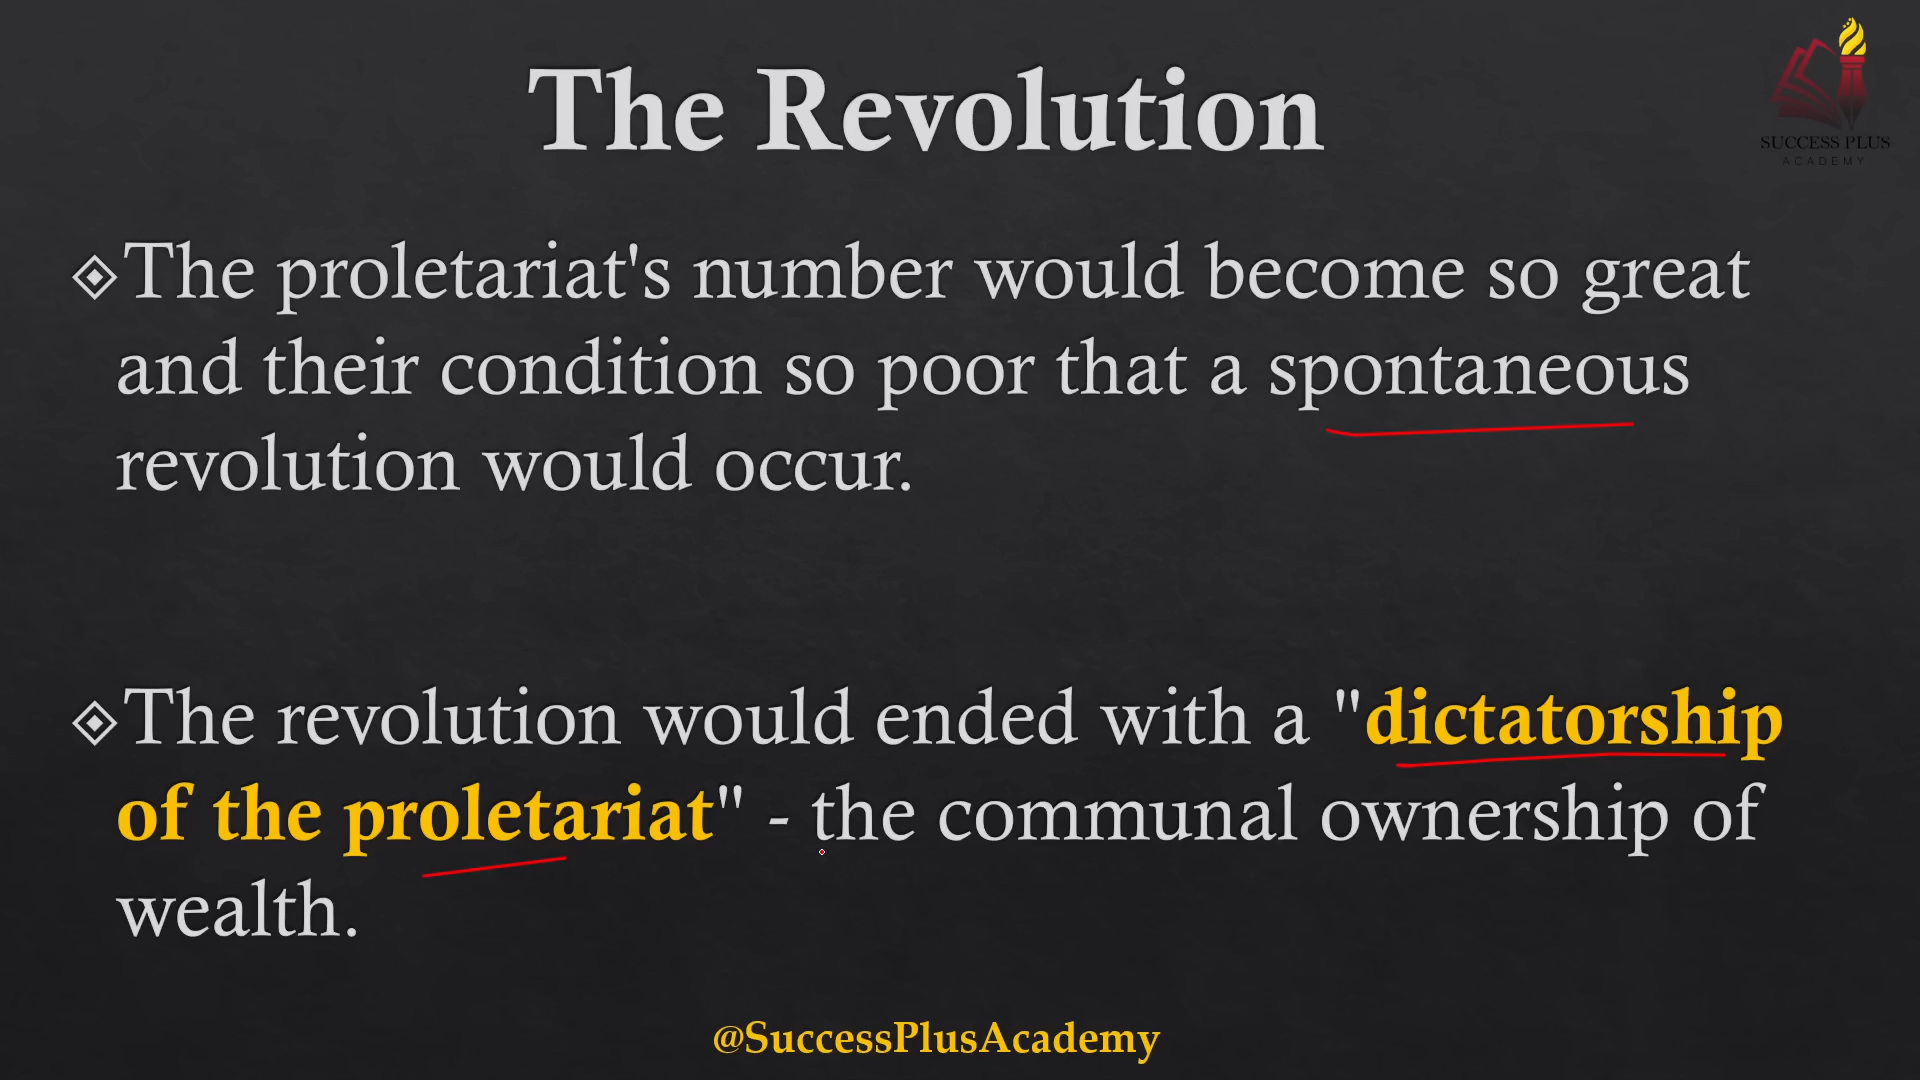 The Revolution
SUCCESS PLUS
ACADEMY
The proletariat's number would become so great
and their condition so poor that a spontaneous
revolution would occur.
The revolution would ended with a "dictatorship
of the proletariat" - the communal ownership of
wealth.
@SuccessPlusAcademy